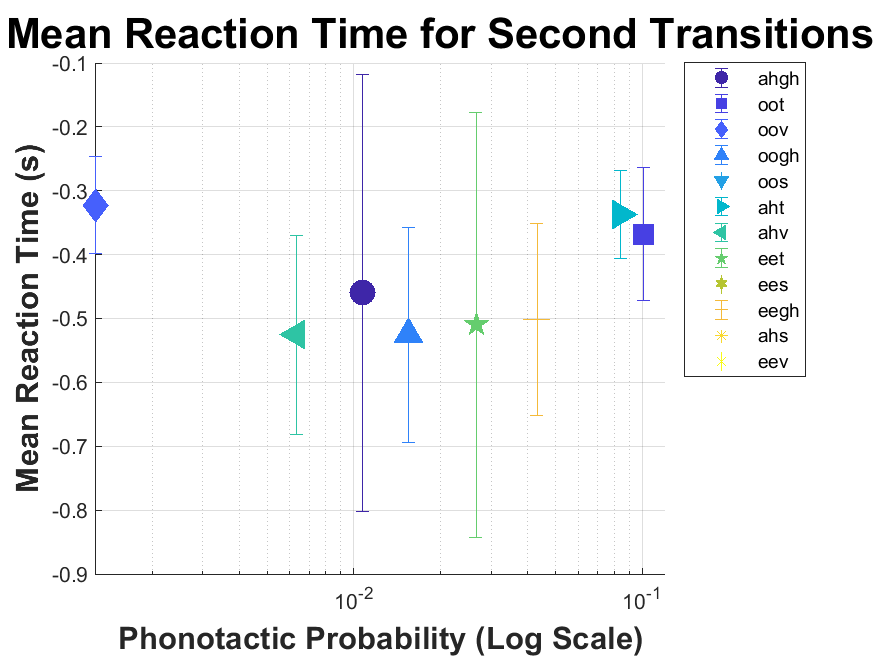 Mean Reaction Time for Second Transitions
Mean Reaction Time (s)
-0.1
-0.2
-0.3
-0.4
-0.5
-0.6
-0.7
-0.8
-0.9
10-2
10-1
Phonotactic Probability (Log Scale)
ahgh
oot
oov
oogh
oos
aht
ahv
eet
ees
eegh
ahs
eev